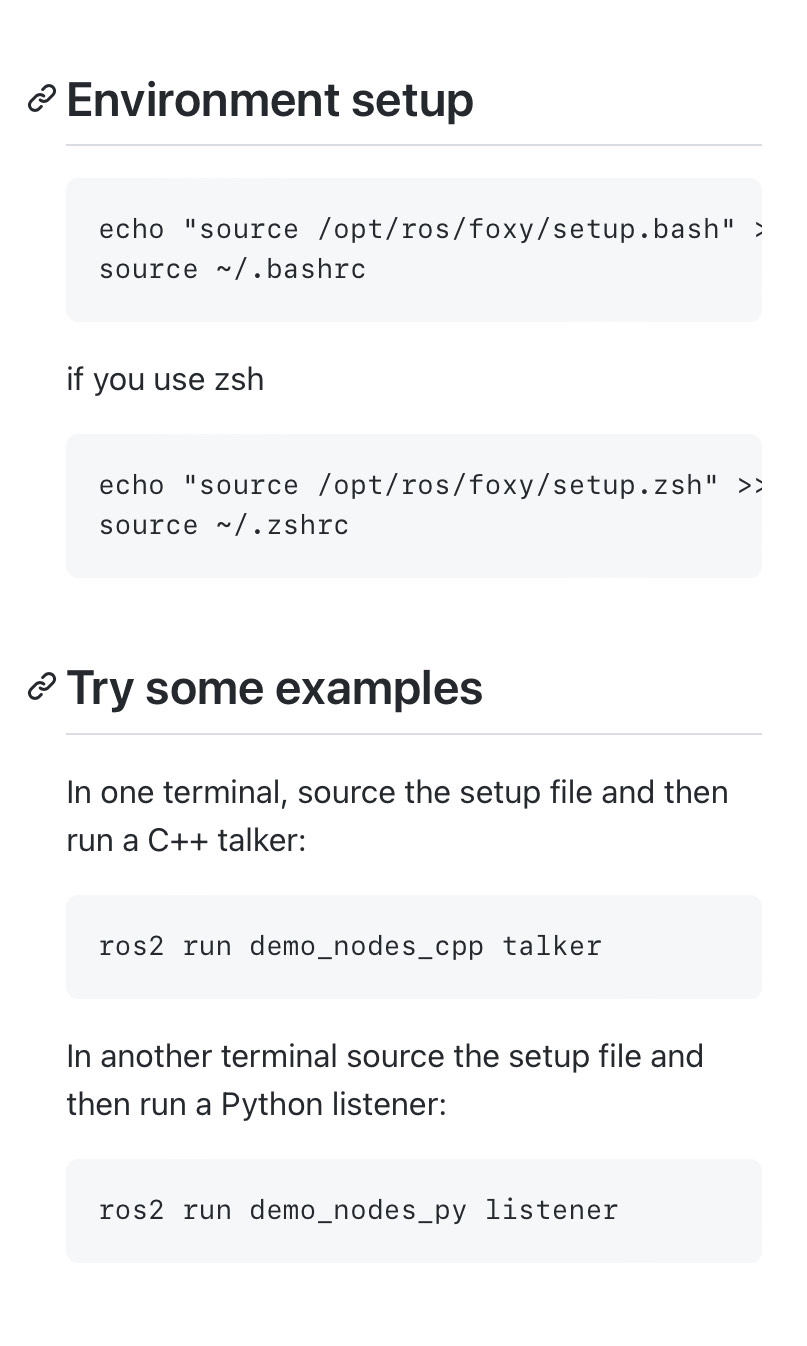 Environment setup
echo "source /opt/ros/foxy/setup.bash" >
source ~/.bashrc
if you use zsh
echo "source /opt/ros/foxy/setup.zsh" >>
source ~/.zshrc
Try some examples
In one terminal, source the setup file and then
run a C++ talker:
ros2 run demo_nodes_cpp talker
In another terminal source the setup file and
then run a Python listener:
ros2 run demo_nodes_py listener